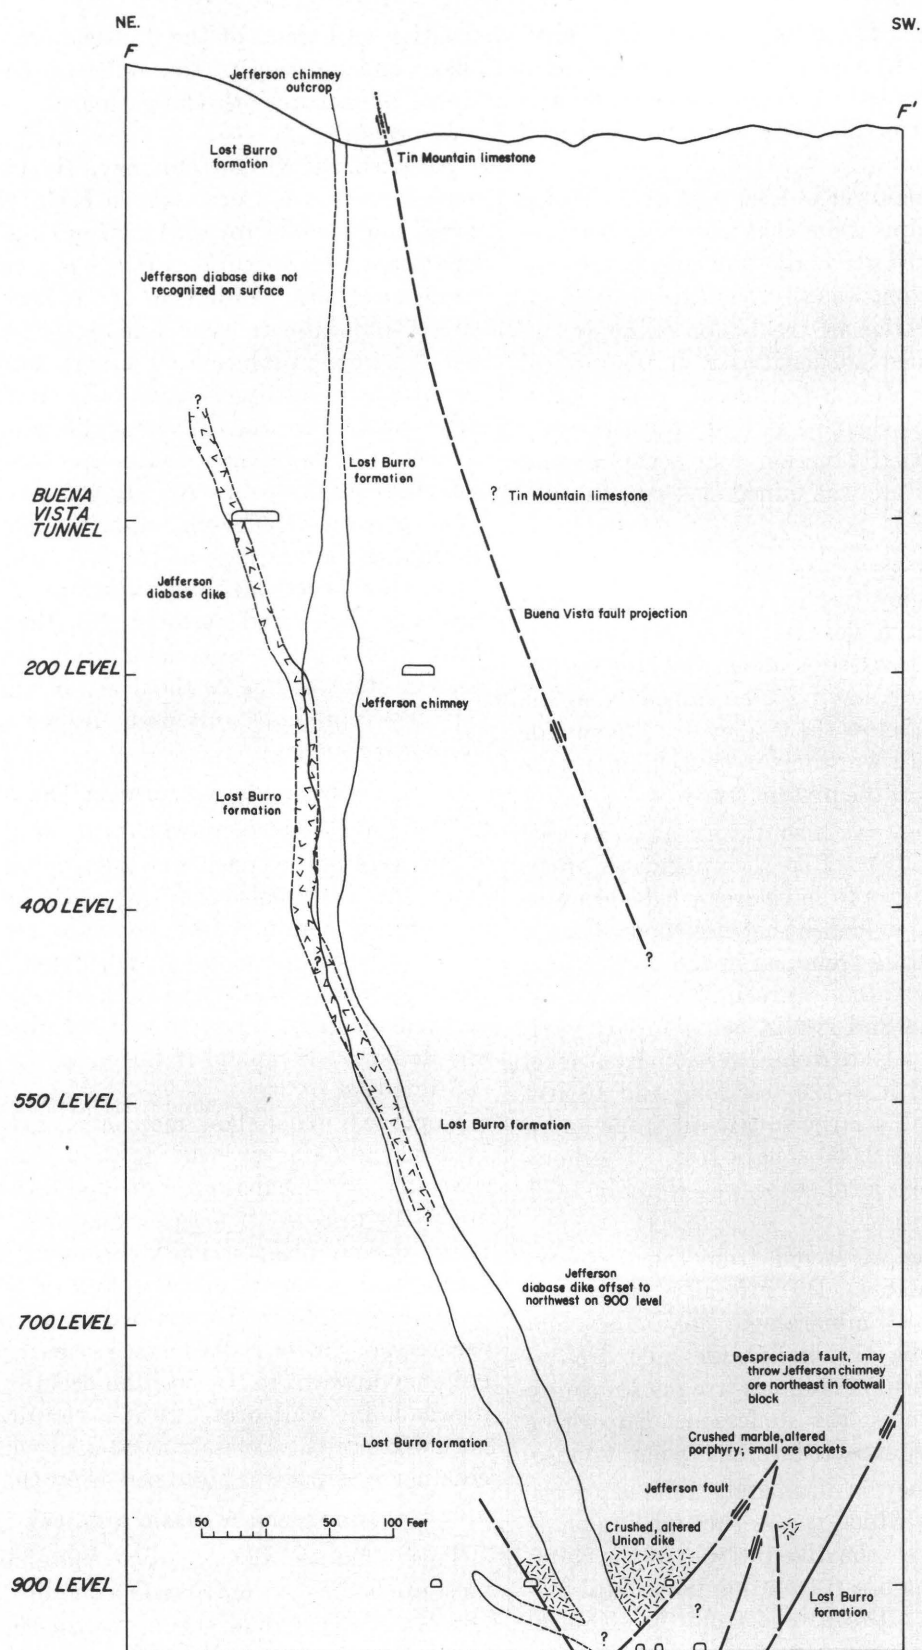 NE.
SW.
F
F'
Jefferson chimney
outcrop
Lost Burro
formation
Tin Mountain limestone
Jefferson diabase dike not
recognized on surface
?
Lost Burro
formation
? Tin Mountain limestone
BUENA
VISTA
TUNNEL
Jefferson
diabase dike
Buena Vista fault projection
200 LEVEL
Jefferson chimney
Lost Burro
formation
400 LEVEL
?
?
550 LEVEL
Lost Burro formation
?
Jefferson
diabase dike offset to
northwest on 900 level
700 LEVEL
Despreciada fault, may
throw Jefferson chimney
ore northeast in footwall
block
Lost Burro formation
Crushed marble, altered
porphyry; small ore pockets
Jefferson fault
50 50 100 Feet
Crushed, altered
Union dike
900 LEVEL
Lost Burro
formation
?
?